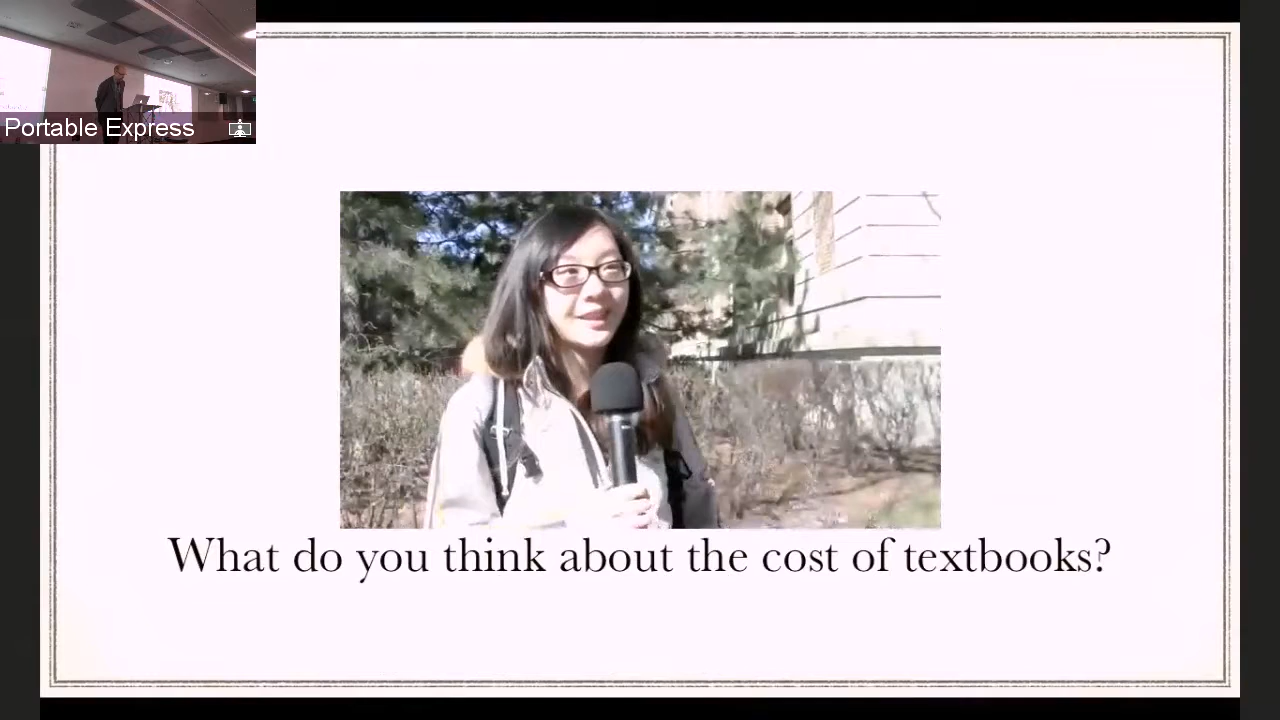 Portable Express
What do you think about the cost of textbooks?